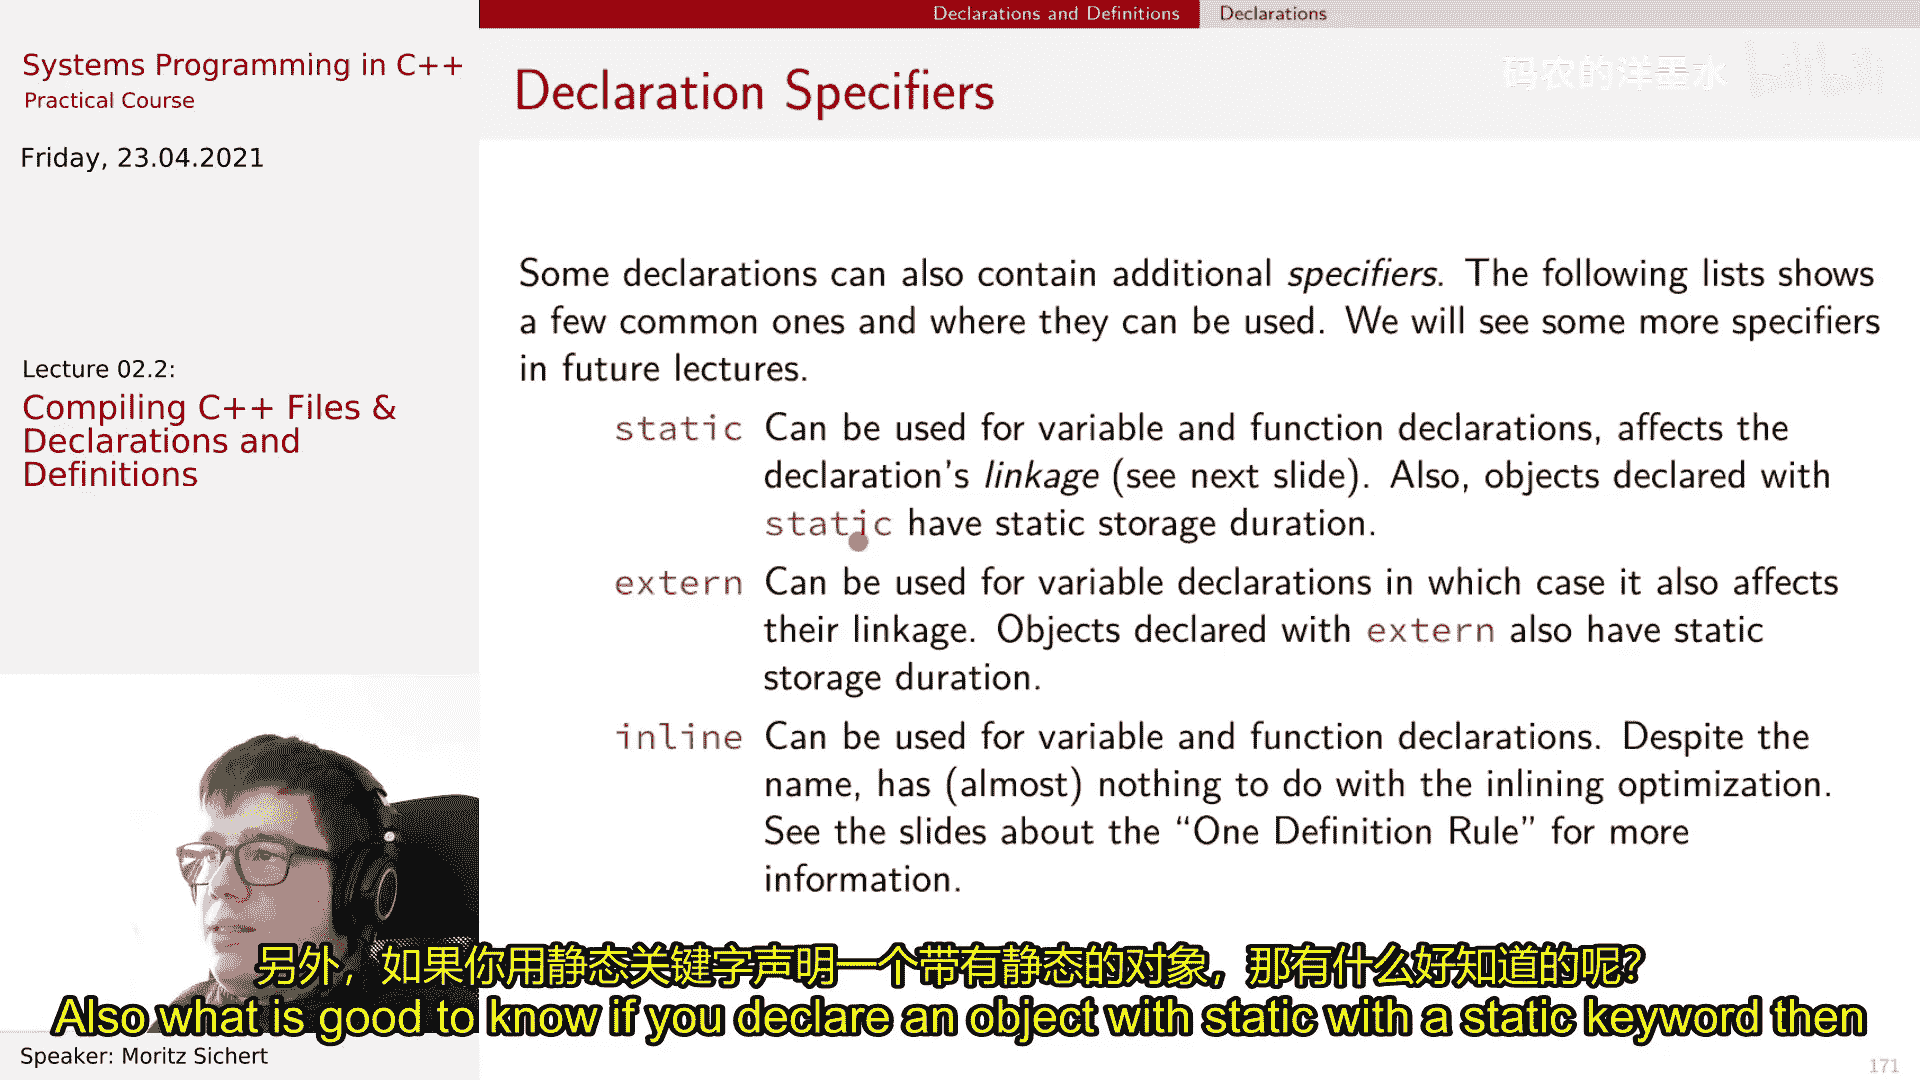 Declarations and Definitions
Declarations
Systems Programming in C++
Practical Course
Friday, 23.04.2021
Lecture 02.2:
Compiling C++ Files &
Declarations and
Definitions
Declaration Specifiers
码农的洋墨水
bilibili
Some declarations can also contain additional specifiers. The following lists shows
a few common ones and where they can be used. We will see some more specifiers
in future lectures.
static Can be used for variable and function declarations, affects the
declaration's linkage (see next slide). Also, objects declared with
static have static storage duration.
extern Can be used for variable declarations in which case it also affects
their linkage. Objects declared with extern also have static
storage duration.
inline Can be used for variable and function declarations. Despite the
name, has (almost) nothing to do with the inlining optimization.
See the slides about the “One Definition Rule” for more
information.
另外，如果你用静态关键字声明一个带有静态的对象，那有什么好知道的呢？
Also what is good to know if you declare an object with static with a static keyword then
Speaker: Moritz Sichert
171